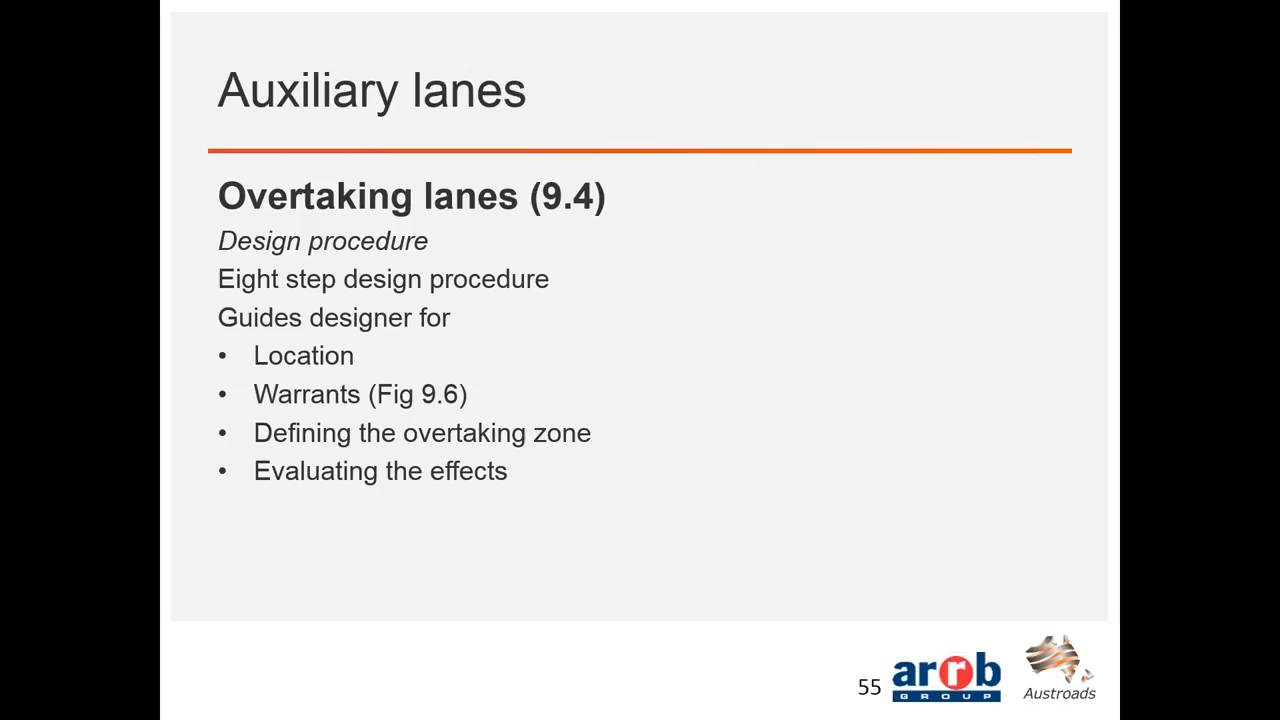 Auxiliary lanes
Overtaking lanes (9.4)
Design procedure
Eight step design procedure
Guides designer for
• Location
• Warrants (Fig 9.6)
• Defining the overtaking zone
• Evaluating the effects
55
arrb
GROUP
Austroads